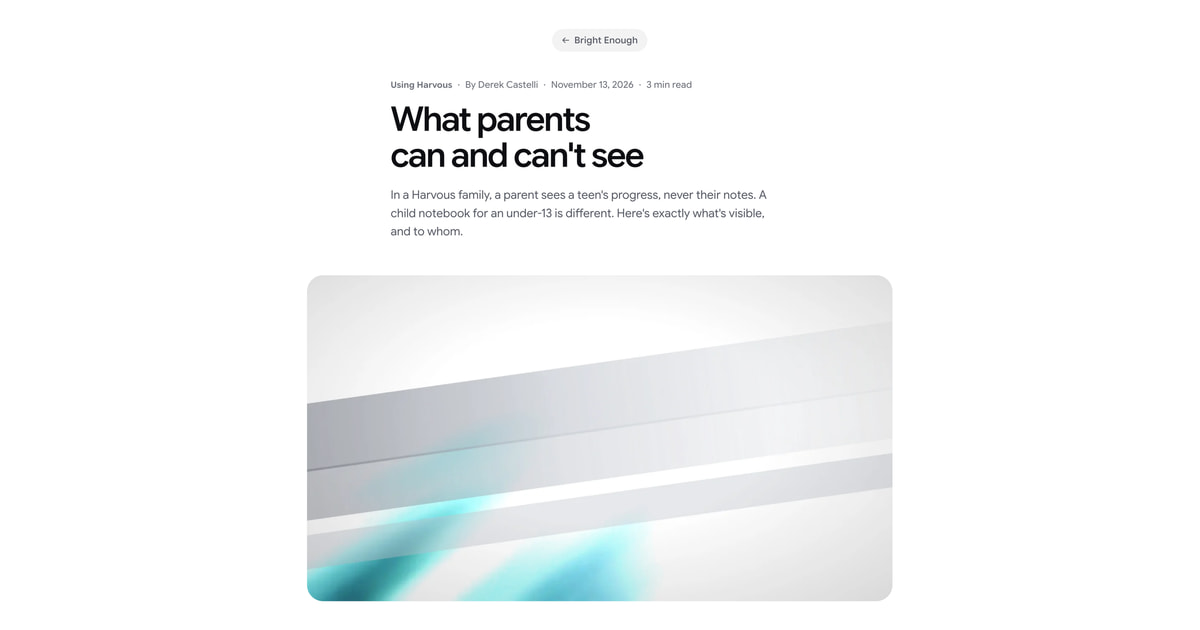 ← Bright Enough
Using Harvous · By Derek Castelli · November 13, 2026 · 3 min read
What parents
can and can't see
In a Harvous family, a parent sees a teen's progress, never their notes. A
child notebook for an under-13 is different. Here's exactly what's visible,
and to whom.